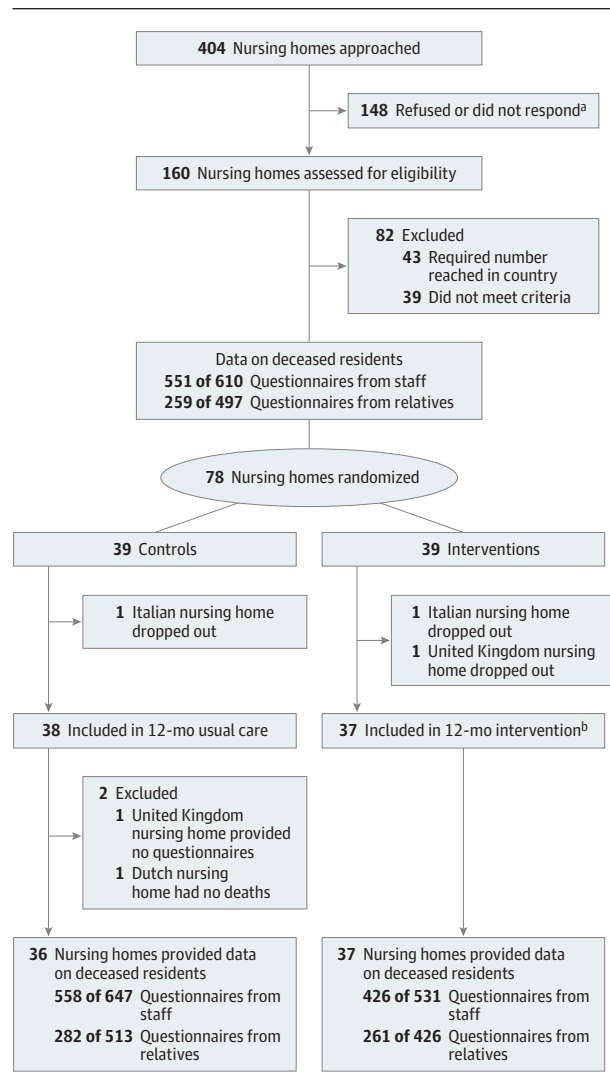 404 Nursing homes approached
148 Refused or did not respondᵃ
160 Nursing homes assessed for eligibility
82 Excluded
43 Required number
reached in country
39 Did not meet criteria
Data on deceased residents
551 of 610 Questionnaires from staff
259 of 497 Questionnaires from relatives
78 Nursing homes randomized
39 Controls
39 Interventions
1 Italian nursing home
dropped out
1 Italian nursing home
dropped out
1 United Kingdom nursing
home dropped out
38 Included in 12-mo usual care
37 Included in 12-mo interventionᵇ
2 Excluded
1 United Kingdom
nursing home provided
no questionnaires
1 Dutch nursing
home had no deaths
36 Nursing homes provided data
on deceased residents
558 of 647 Questionnaires from
staff
282 of 513 Questionnaires from
relatives
37 Nursing homes provided data
on deceased residents
426 of 531 Questionnaires from
staff
261 of 426 Questionnaires from
relatives